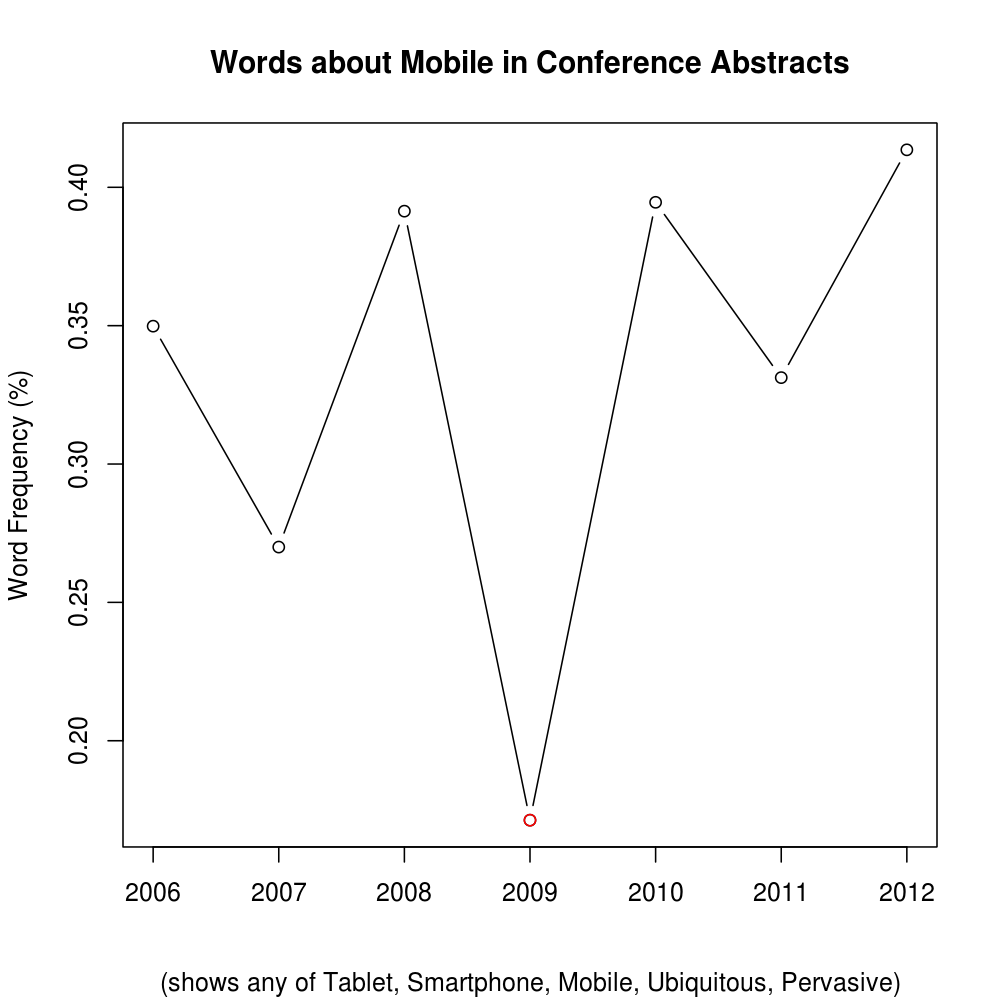 Words about Mobile in Conference Abstracts
Word Frequency (%)
0.40
0.35
0.30
0.25
0.20
2006 2007 2008 2009 2010 2011 2012
(shows any of Tablet, Smartphone, Mobile, Ubiquitous, Pervasive)